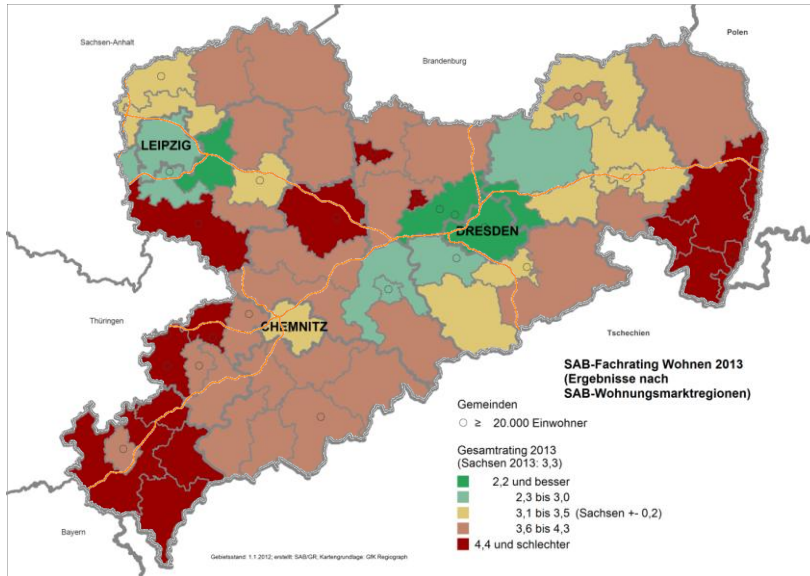 Sachsen-Anhalt
Brandenburg
Polen
LEIPZIG
DRESDEN
Thüringen
CHEMNITZ
Tschechien
Bayern
SAB-Fachrating Wohnen 2013
(Ergebnisse nach
SAB-Wohnungsmarktregionen)
Gemeinden
○ ≥ 20.000 Einwohner
Gesamtrating 2013
(Sachsen 2013: 3,3)
2,2 und besser
2,3 bis 3,0
3,1 bis 3,5 (Sachsen +- 0,2)
3,6 bis 4,3
4,4 und schlechter
Gebietsstand: 1.1.2012; erstellt: SAB/GR, Kartengrundlage: GfK Regiograph